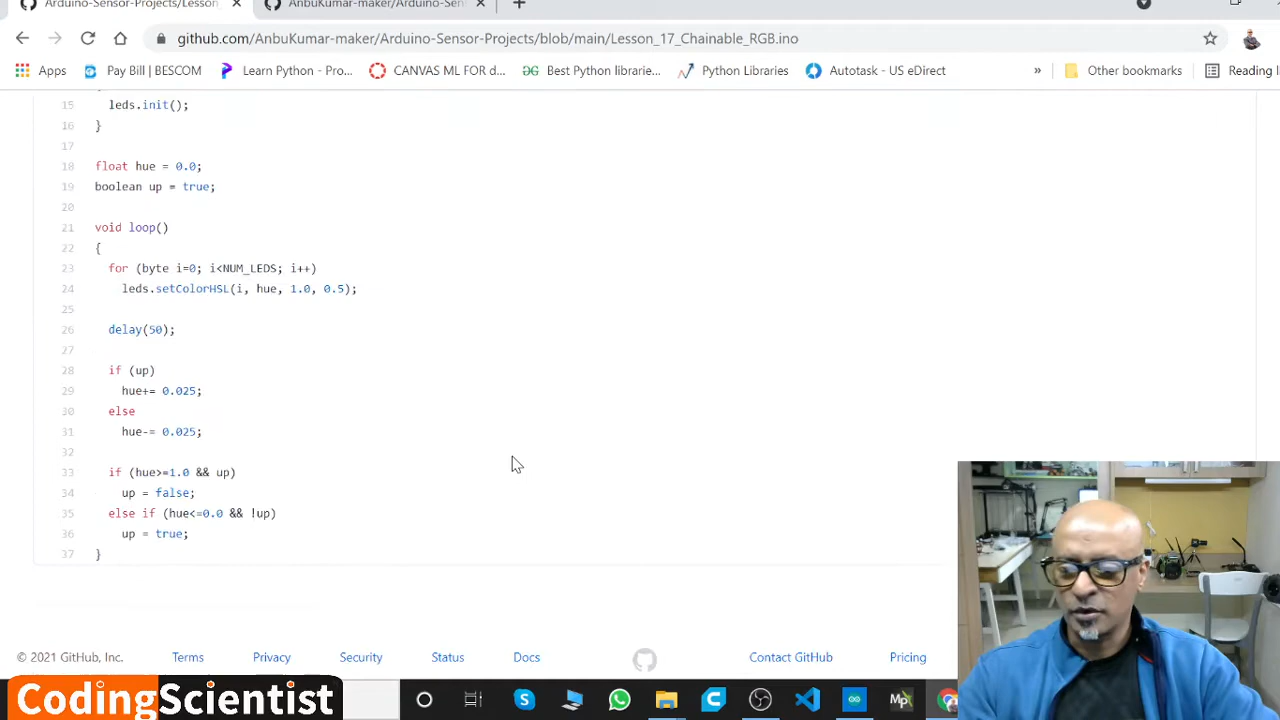 Arduino-Sensor-Projects/Lesson
AnbuKumar-maker/Arduino-Sen
github.com/AnbuKumar-maker/Arduino-Sensor-Projects/blob/main/Lesson_17_Chainable_RGB.ino
Apps Pay Bill | BESCOM Learn Python - Pro... CANVAS ML FOR d... Best Python librarie... Python Libraries Autotask - US eDirect » Other bookmarks Reading li
15 leds.init();
16 }
17
18 float hue = 0.0;
19 boolean up = true;
20
21 void loop()
22 {
23 for (byte i=0; i<NUM_LEDS; i++)
24 leds.setColorHSL(i, hue, 1.0, 0.5);
25
26 delay(50);
27
28 if (up)
29 hue+= 0.025;
30 else
31 hue-= 0.025;
32
33 if (hue>=1.0 && up)
34 up = false;
35 else if (hue<=0.0 && !up)
36 up = true;
37 }
© 2021 GitHub, Inc. Terms Privacy Security Status Docs Contact GitHub Pricing
CodingScientist